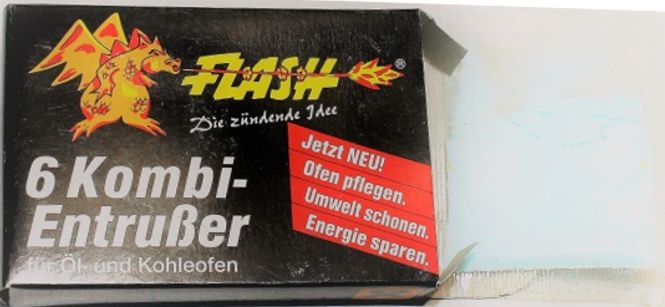 FLASH®
Die zündende Idee
6 Kombi-
Entrußer
für Öl- und Kohleofen
Jetzt NEU!
Ofen pflegen.
Umwelt schonen.
Energie sparen.